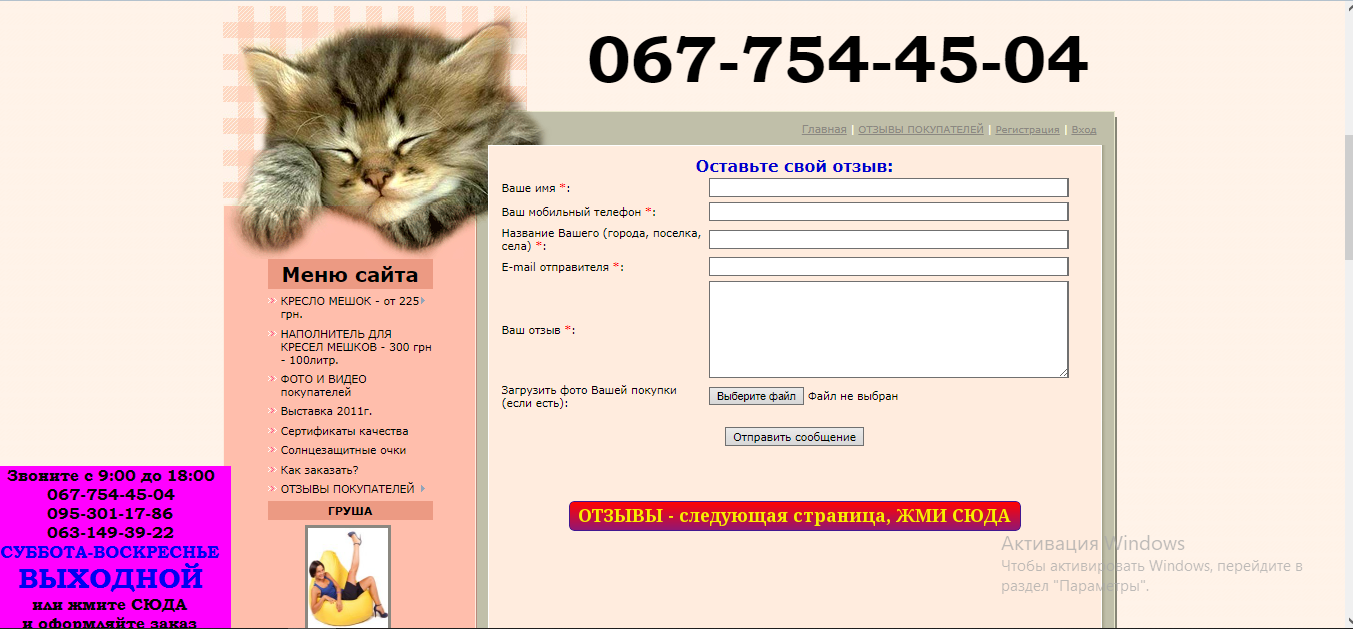 067-754-45-04
Главная | ОТЗЫВЫ ПОКУПАТЕЛЕЙ | Регистрация | Вход
Оставьте свой отзыв:
Ваше имя *:
Ваш мобильный телефон *:
Название Вашего (города, поселка,
села) *:
E-mail отправителя *:
Ваш отзыв *:
Загрузить фото Вашей покупки
(если есть):
Выберите файл Файл не выбран
Отправить сообщение
ОТЗЫВЫ - следующая страница, ЖМИ СЮДА
Меню сайта
КРЕСЛО МЕШОК - от 225
грн.
НАПОЛНИТЕЛЬ ДЛЯ
КРЕСЕЛ МЕШКОВ - 300 грн
- 100литр.
ФОТО И ВИДЕО
покупателей
Выставка 2011г.
Сертификаты качества
Солнцезащитные очки
Как заказать?
ОТЗЫВЫ ПОКУПАТЕЛЕЙ
ГРУША
Звоните с 9:00 до 18:00
067-754-45-04
095-301-17-86
063-149-39-22
СУББОТА-ВОСКРЕСНЬЕ
ВЫХОДНОЙ
или жмите СЮДА
и оформляйте заказ
Активация Windows
Чтобы активировать Windows, перейдите в
раздел "Параметры".